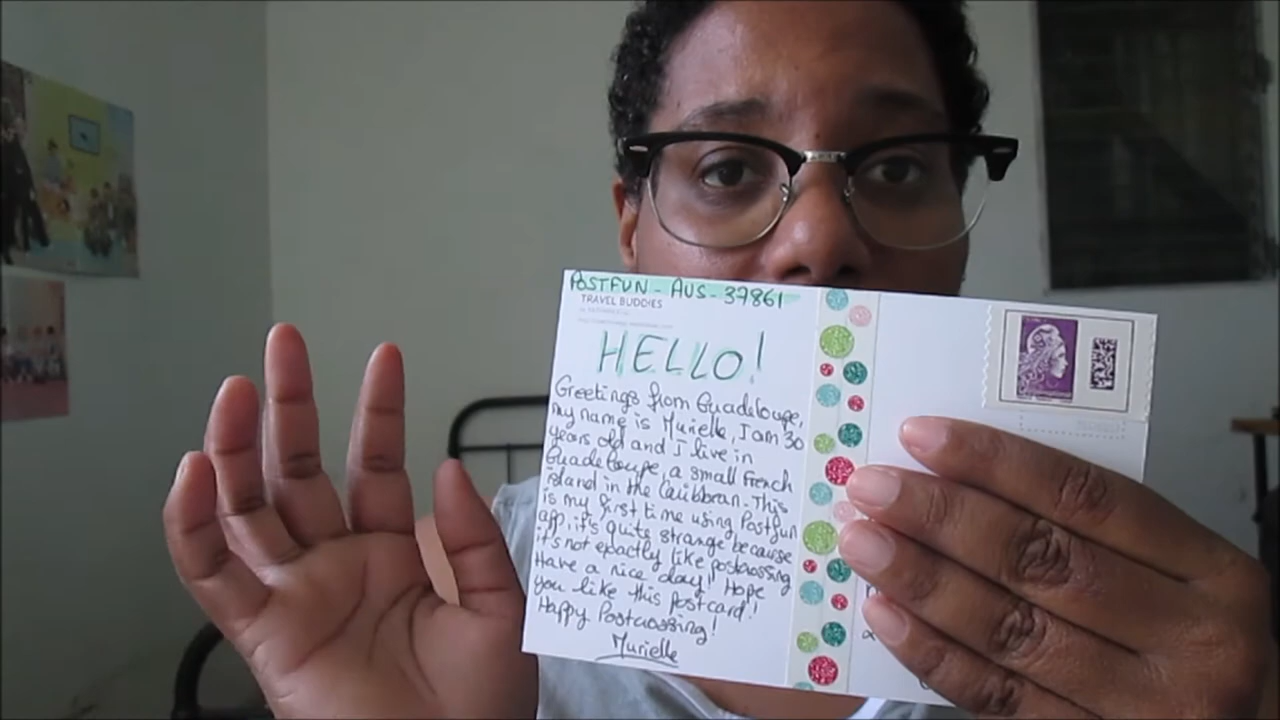 POSTFUN - AUS - 37861
TRAVEL BUDDIES
HELLO!
Greetings from Guadeloupe,
my name is Murielle, I am 30
years old and I live in
Guadeloupe, a small French
island in the Caribbean. This
is my first time using Postfun
app, it's quite strange because
it's not exactly like postcrossing
Have a nice day!! Hope
you like this postcard!
Happy Postcrossing!
Murielle